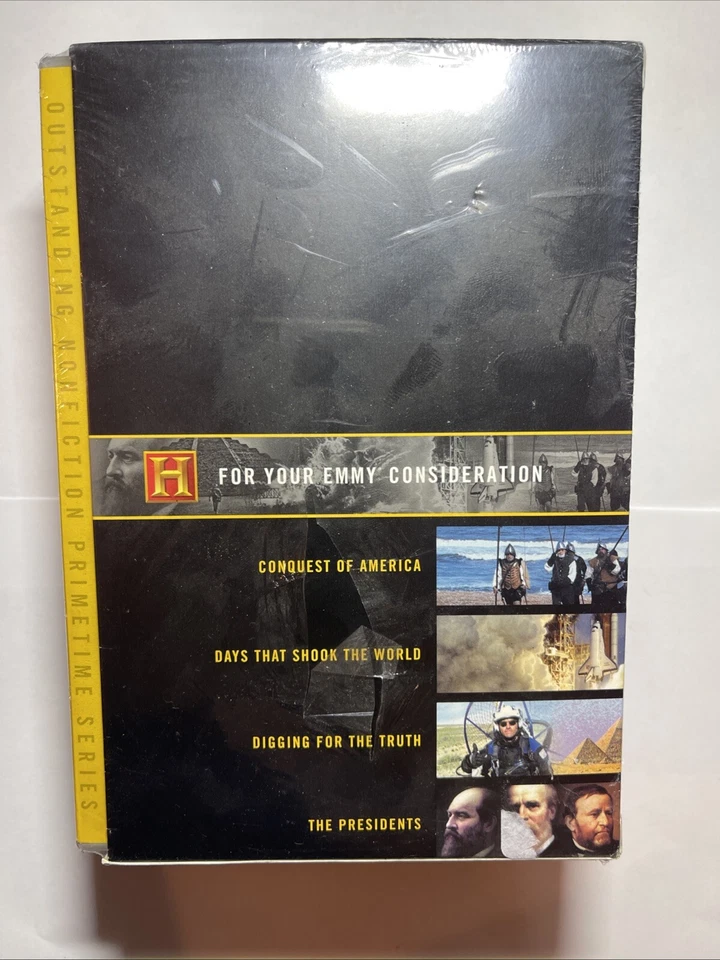 OUTSTANDING NONFICTION PRIMETIME SERIES
H
FOR YOUR EMMY® CONSIDERATION
CONQUEST OF AMERICA
DAYS THAT SHOOK THE WORLD
DIGGING FOR THE TRUTH
THE PRESIDENTS